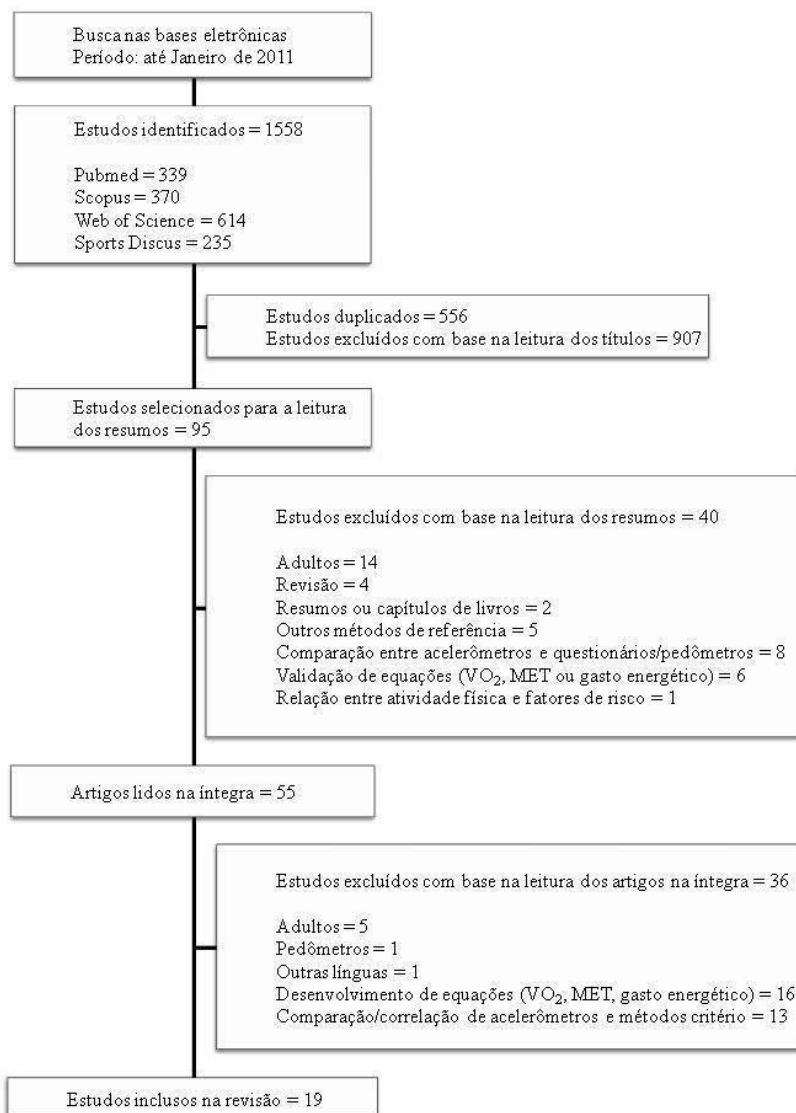 Busca nas bases eletrônicas
Período: até Janeiro de 2011
Estudos identificados = 1558
Pubmed = 339
Scopus = 370
Web of Science = 614
Sports Discus = 235
Estudos duplicados = 556
Estudos excluídos com base na leitura dos títulos = 907
Estudos selecionados para a leitura
dos resumos = 95
Estudos excluídos com base na leitura dos resumos = 40
Adultos = 14
Revisão = 4
Resumos ou capítulos de livros = 2
Outros métodos de referência = 5
Comparação entre acelerômetros e questionários/pedômetros = 8
Validação de equações (VO₂, MET ou gasto energético) = 6
Relação entre atividade física e fatores de risco = 1
Artigos lidos na íntegra = 55
Estudos excluídos com base na leitura dos artigos na íntegra = 36
Adultos = 5
Pedômetros = 1
Outras línguas = 1
Desenvolvimento de equações (VO₂, MET, gasto energético) = 16
Comparação/correlação de acelerômetros e métodos critério = 13
Estudos inclusos na revisão = 19